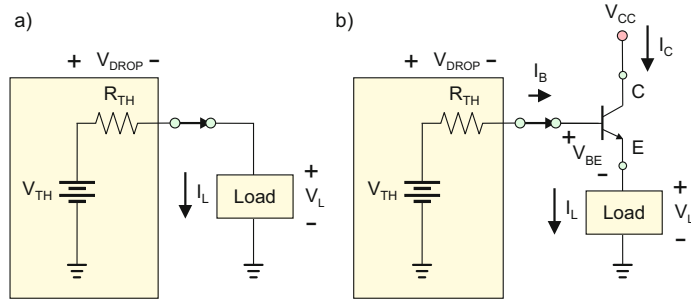 a)
+ V_DROP -
R_TH
V_TH
I_L
Load
+
V_L
-
b)
V_CC
I_C
+ V_DROP -
I_B
R_TH
C
+
V_BE
-
E
V_TH
I_L
Load
+
V_L
-